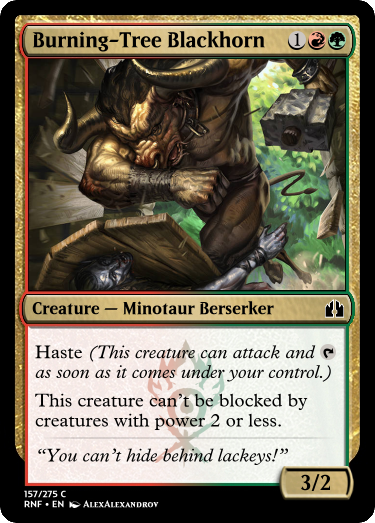 Burning-Tree Blackhorn 1
Creature — Minotaur Berserker
Haste (This creature can attack and
as soon as it comes under your control.)
This creature can't be blocked by
creatures with power 2 or less.
“You can't hide behind lackeys!”
3/2
157/275 C
RNF • EN AlexAlexandrov